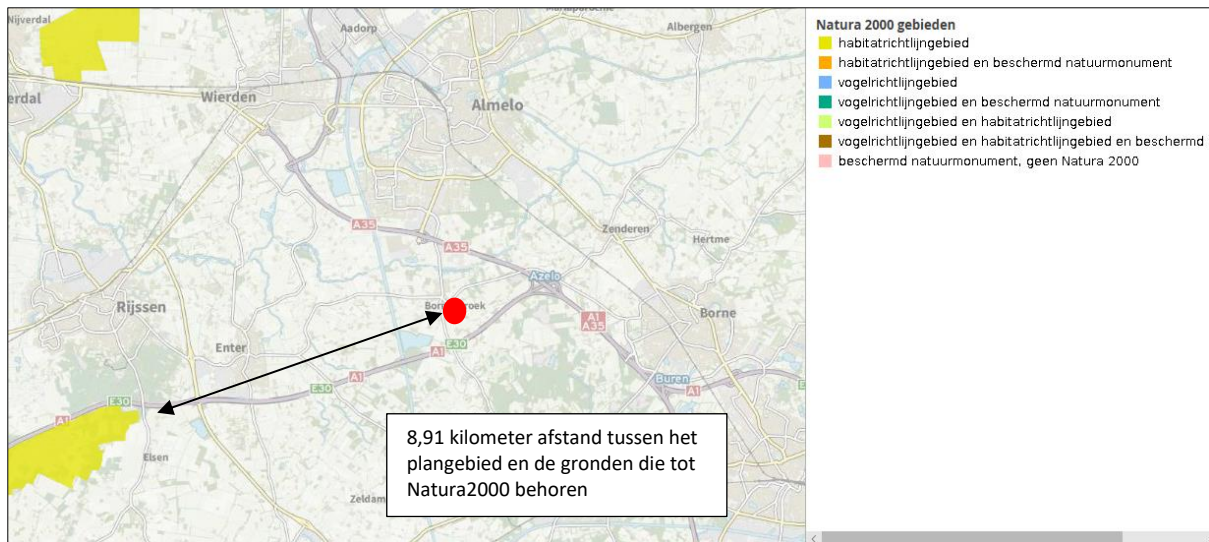 Nijverdal
Aadorp
Albergen
Wierden
Almelo
Zenderen
Hertme
A35
A35
Azelo
Rijssen
A1
A35
Borne
Enter
A1
E30
Buren
A1
E30
A1
E30
A1
Elsen
8,91 kilometer afstand tussen het
plangebied en de gronden die tot
Natura2000 behoren
Natura 2000 gebieden
habitatrichtlijngebied
habitatrichtlijngebied en beschermd natuurmonument
vogelrichtlijngebied
vogelrichtlijngebied en beschermd natuurmonument
vogelrichtlijngebied en habitatrichtlijngebied
vogelrichtlijngebied en habitatrichtlijngebied en beschermd
beschermd natuurmonument, geen Natura 2000